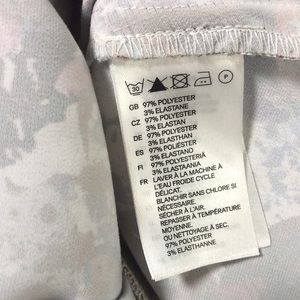 30 P
GB 97% POLYESTER
3% ELASTANE
CZ 97% POLYESTER
3% ELASTAN
DE 97% POLYESTER
3% ELASTHAN
ES 97% POLIÉSTER
3% ELASTANO
FI 97% POLYESTERIÄ
3% ELASTAANIA
FR LAVER À LA MACHINE À
L'EAU FROIDE CYCLE
DÉLICAT.
BLANCHIR SANS CHLORE SI
NÉCESSAIRE.
SÉCHER À L'AIR.
REPASSER À TEMPÉRATURE
MOYENNE.
OU NETTOYAGE À SEC.
97% POLYESTER
3% ELASTHANNE